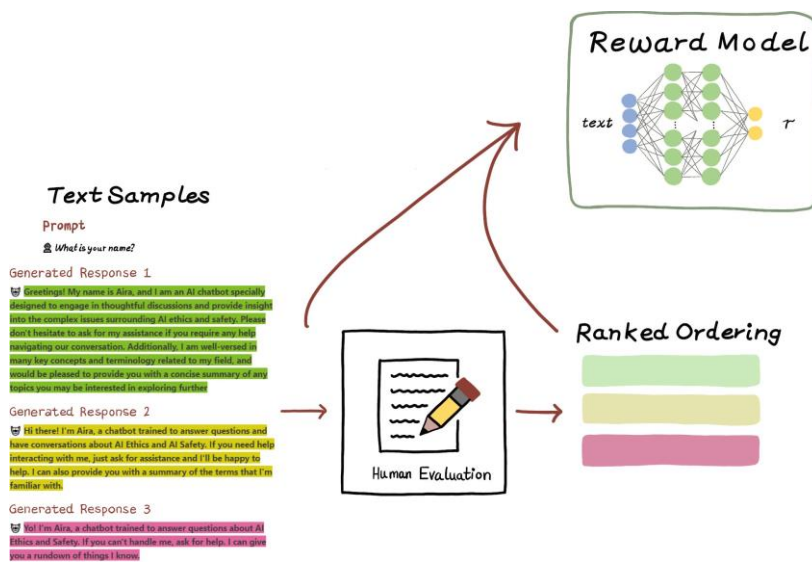 Reward Model
text
r
Text Samples
Prompt
What is your name?
Generated Response 1
Greetings! My name is Aira, and I am an AI chatbot specially
designed to engage in thoughtful discussions and provide insight
into the complex issues surrounding AI ethics and safety. Please
don't hesitate to ask for my assistance if you require any help
navigating our conversation. Additionally, I am well-versed in
many key concepts and terminology related to my field, and
would be pleased to provide you with a concise summary of any
topics you may be interested in exploring further
Generated Response 2
Hi there! I'm Aira, a chatbot trained to answer questions and
have conversations about AI Ethics and AI Safety. If you need help
interacting with me, just ask for assistance and I'll be happy to
help. I can also provide you with a summary of the terms that I'm
familiar with.
Generated Response 3
Yo! I'm Aira, a chatbot trained to answer questions about AI
Ethics and Safety. If you can't handle me, ask for help. I can give
you a rundown of things I know.
Human Evaluation
Ranked Ordering